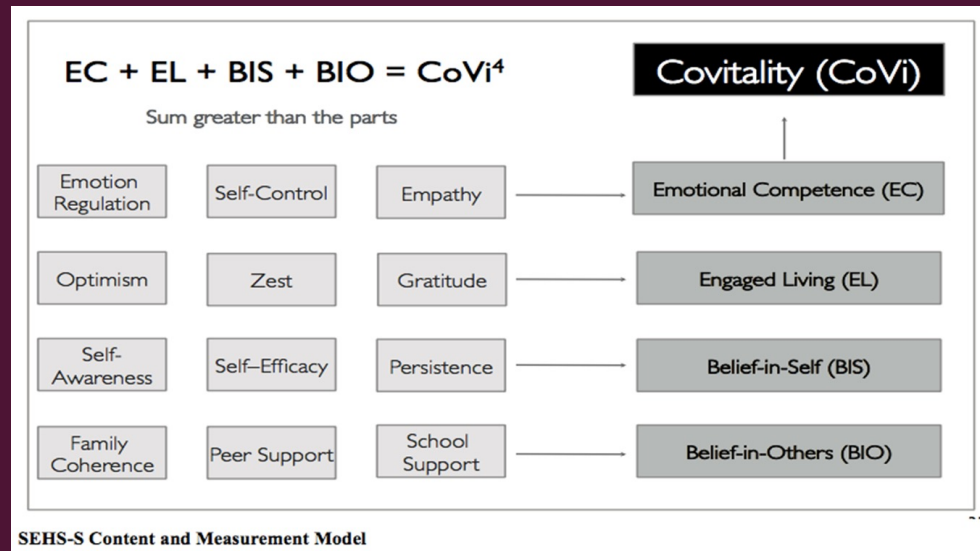 EC + EL + BIS + BIO = CoVi⁴
Sum greater than the parts
Covitality (CoVi)
Emotion
Regulation
Self-Control
Empathy
Emotional Competence (EC)
Optimism
Zest
Gratitude
Engaged Living (EL)
Self-
Awareness
Self–Efficacy
Persistence
Belief-in-Self (BIS)
Family
Coherence
Peer Support
School
Support
Belief-in-Others (BIO)
SEHS-S Content and Measurement Model